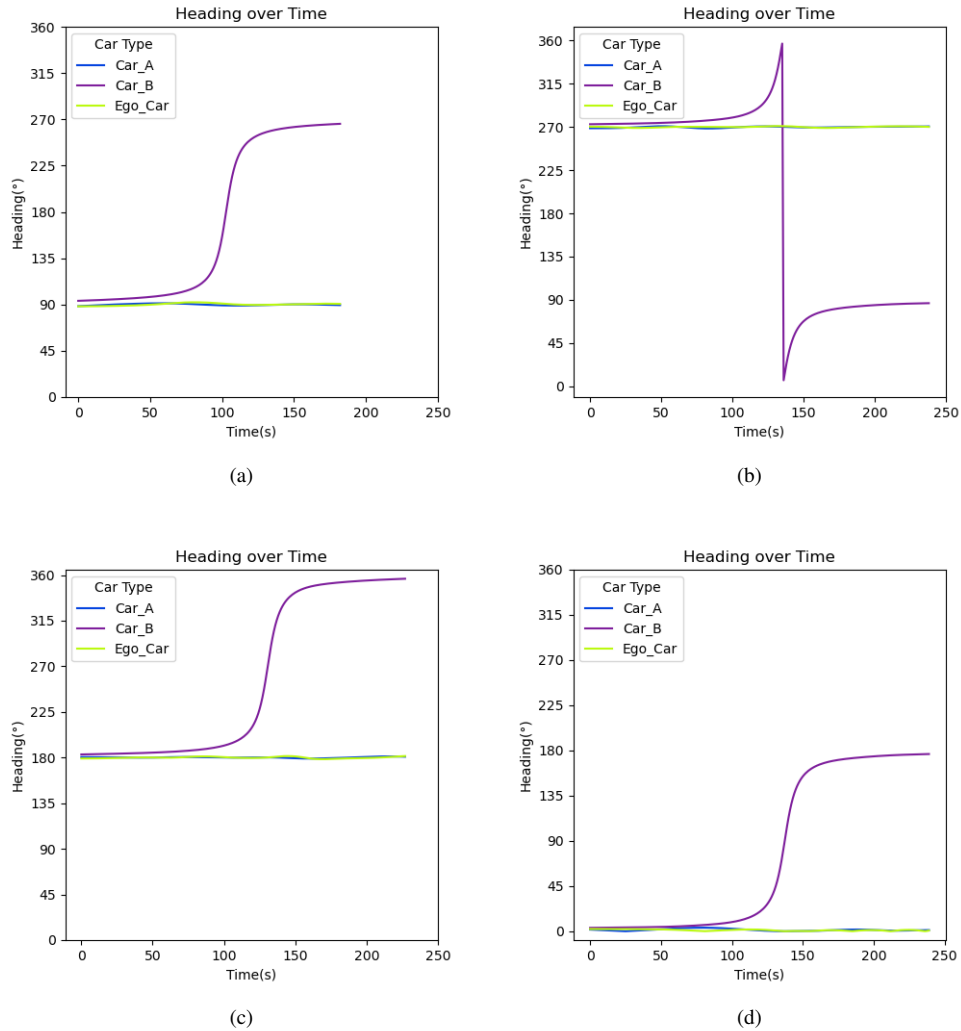 Heading over Time
Car Type
Car_A
Car_B
Ego_Car
Heading(°)
360
315
270
225
180
135
90
45
0
0 50 100 150 200 250
Time(s)
(a)
Heading over Time
Car Type
Car_A
Car_B
Ego_Car
Heading(°)
360
315
270
225
180
135
90
45
0
0 50 100 150 200 250
Time(s)
(b)
Heading over Time
Car Type
Car_A
Car_B
Ego_Car
Heading(°)
360
315
270
225
180
135
90
45
0
0 50 100 150 200 250
Time(s)
(c)
Heading over Time
Car Type
Car_A
Car_B
Ego_Car
Heading(°)
360
315
270
225
180
135
90
45
0
0 50 100 150 200 250
Time(s)
(d)